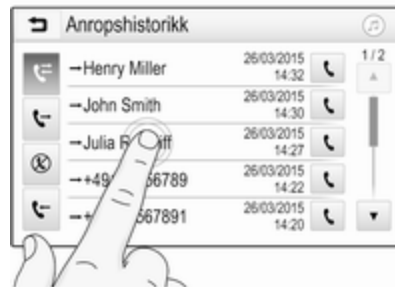 Anropshistorikk
1/2
→Henry Miller 26/03/2015 14:32
→John Smith 26/03/2015 14:30
→Julia 26/03/2015 14:27
26/03/2015 14:22
26/03/2015 14:20